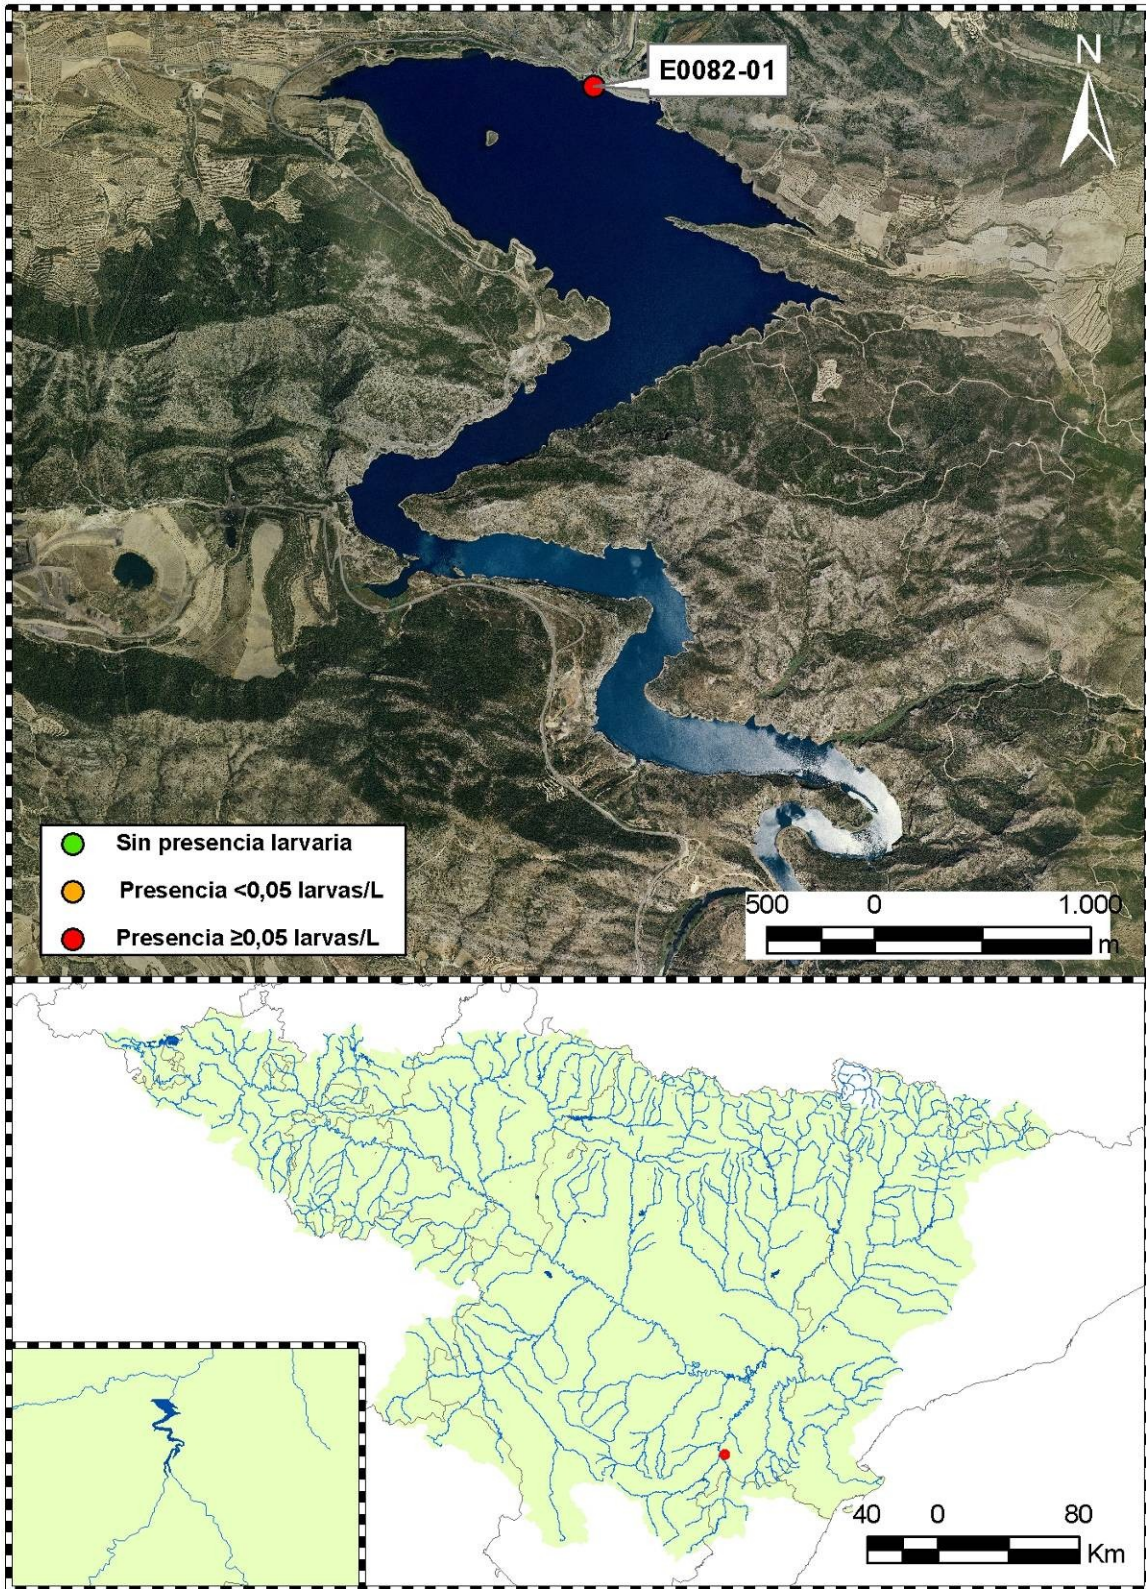 E0082-01
N
Sin presencia larvaria
Presencia <0,05 larvas/L
Presencia ≥0,05 larvas/L
500 0 1.000
m
40 0 80
Km